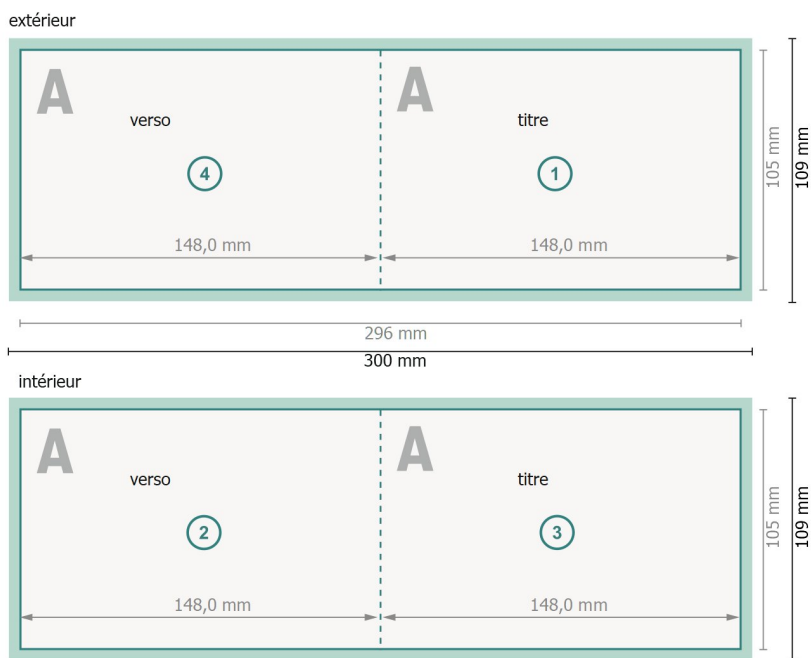 extérieur
A
A
verso
titre
4
1
148,0 mm
148,0 mm
105 mm
109 mm
296 mm
300 mm
intérieur
A
A
verso
titre
2
3
148,0 mm
148,0 mm
105 mm
109 mm